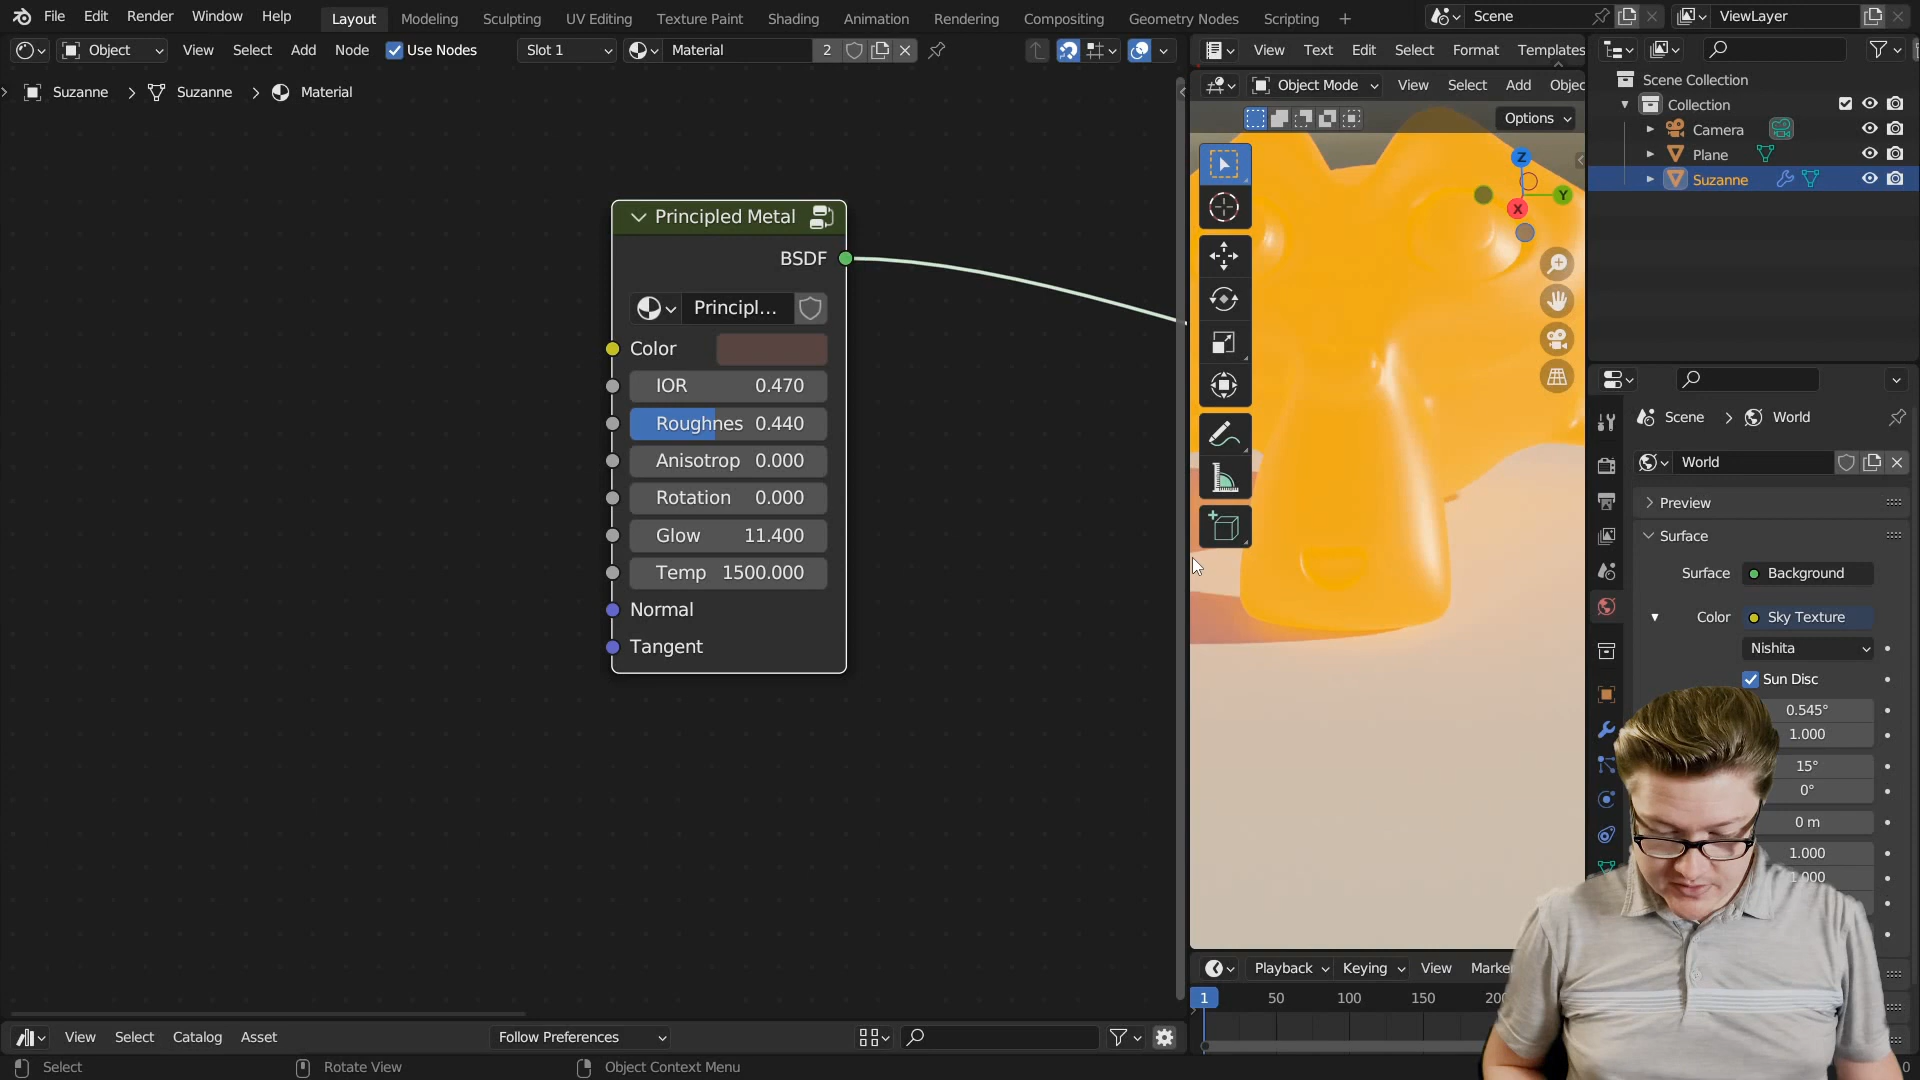 File Edit Render Window Help Layout Modeling Sculpting UV Editing Texture Paint Shading Animation Rendering Compositing Geometry Nodes Scripting + Scene ViewLayer
Object View Select Add Node Use Nodes Slot 1 Material 2
View Text Edit Select Format Templates
Suzanne > Suzanne > Material
Object Mode View Select Add Objec
Options
Z
Y
X
Scene Collection
Collection
Camera
Plane
Suzanne
Principled Metal
BSDF
Principl...
Color
IOR 0.470
Roughnes 0.440
Anisotrop 0.000
Rotation 0.000
Glow 11.400
Temp 1500.000
Normal
Tangent
Scene > World
World
Preview
Surface
Surface Background
Color Sky Texture
Nishita
Sun Disc
0.545°
1.000
15°
0°
0 m
1.000
1.000
Playback Keying View Marke
1 50 100 150 200
View Select Catalog Asset Follow Preferences
Select Rotate View Object Context Menu